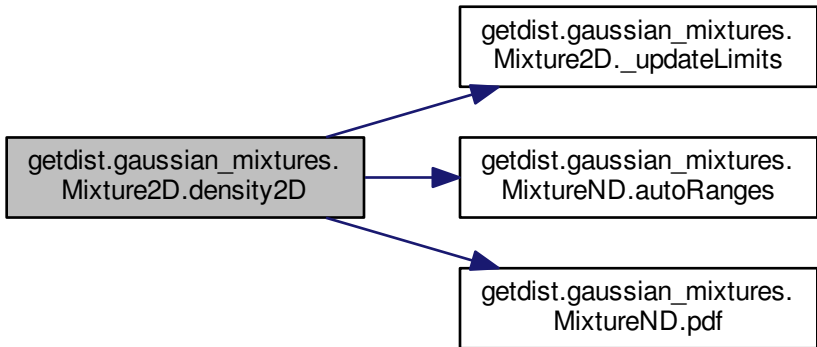 getdist.gaussian_mixtures.
Mixture2D._updateLimits
getdist.gaussian_mixtures.
Mixture2D.density2D
getdist.gaussian_mixtures.
MixtureND.autoRanges
getdist.gaussian_mixtures.
MixtureND.pdf